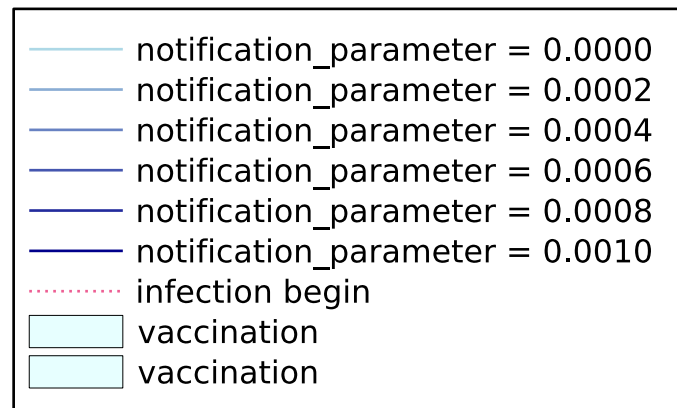 notification_parameter = 0.0000
notification_parameter = 0.0002
notification_parameter = 0.0004
notification_parameter = 0.0006
notification_parameter = 0.0008
notification_parameter = 0.0010
infection begin
vaccination
vaccination